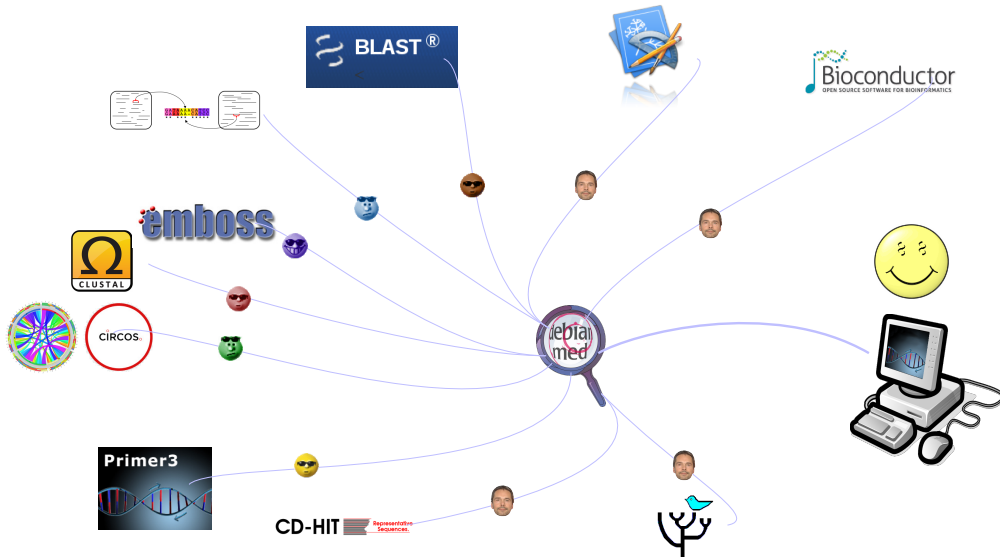 BLAST ®
Bioconductor
OPEN SOURCE SOFTWARE FOR BIOINFORMATICS
emboss
Ω
CLUSTAL
CIRCOS
debian
med
Primer3
CD-HIT
Representative
Sequences